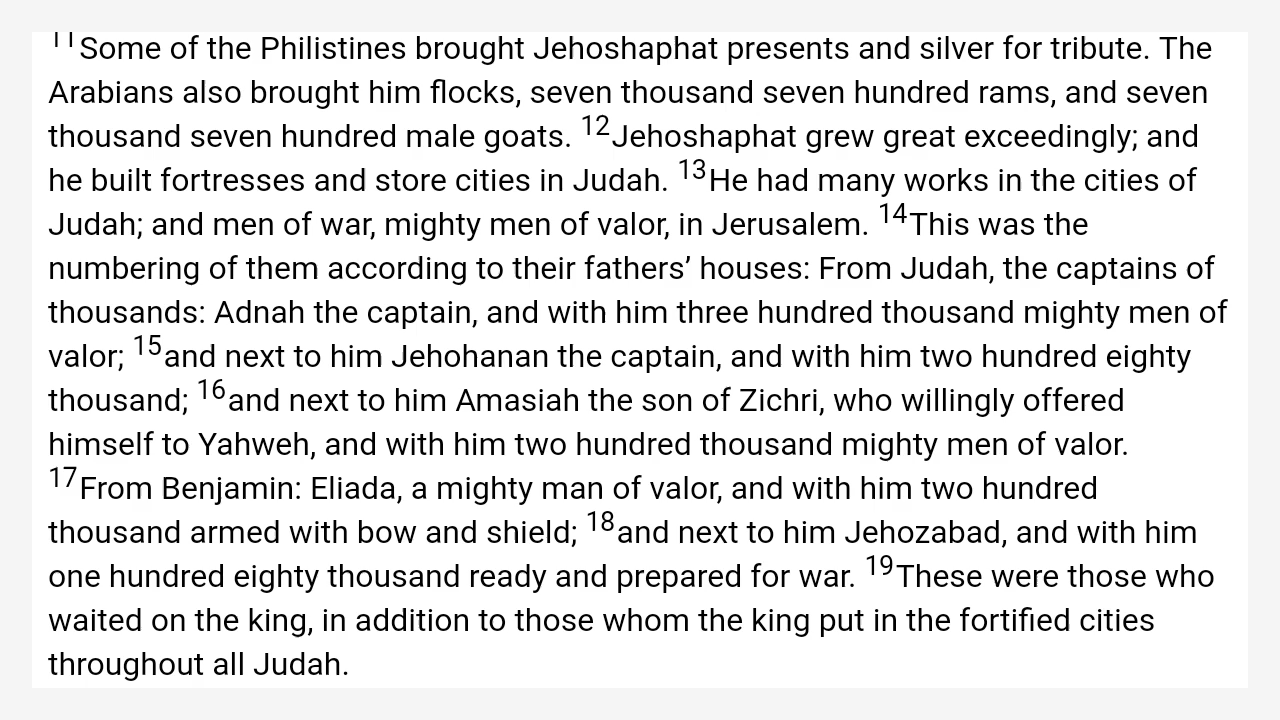 11Some of the Philistines brought Jehoshaphat presents and silver for tribute. The
Arabians also brought him flocks, seven thousand seven hundred rams, and seven
thousand seven hundred male goats. 12Jehoshaphat grew great exceedingly; and
he built fortresses and store cities in Judah. 13He had many works in the cities of
Judah; and men of war, mighty men of valor, in Jerusalem. 14This was the
numbering of them according to their fathers’ houses: From Judah, the captains of
thousands: Adnah the captain, and with him three hundred thousand mighty men of
valor; 15and next to him Jehohanan the captain, and with him two hundred eighty
thousand; 16and next to him Amasiah the son of Zichri, who willingly offered
himself to Yahweh, and with him two hundred thousand mighty men of valor.
17From Benjamin: Eliada, a mighty man of valor, and with him two hundred
thousand armed with bow and shield; 18and next to him Jehozabad, and with him
one hundred eighty thousand ready and prepared for war. 19These were those who
waited on the king, in addition to those whom the king put in the fortified cities
throughout all Judah.